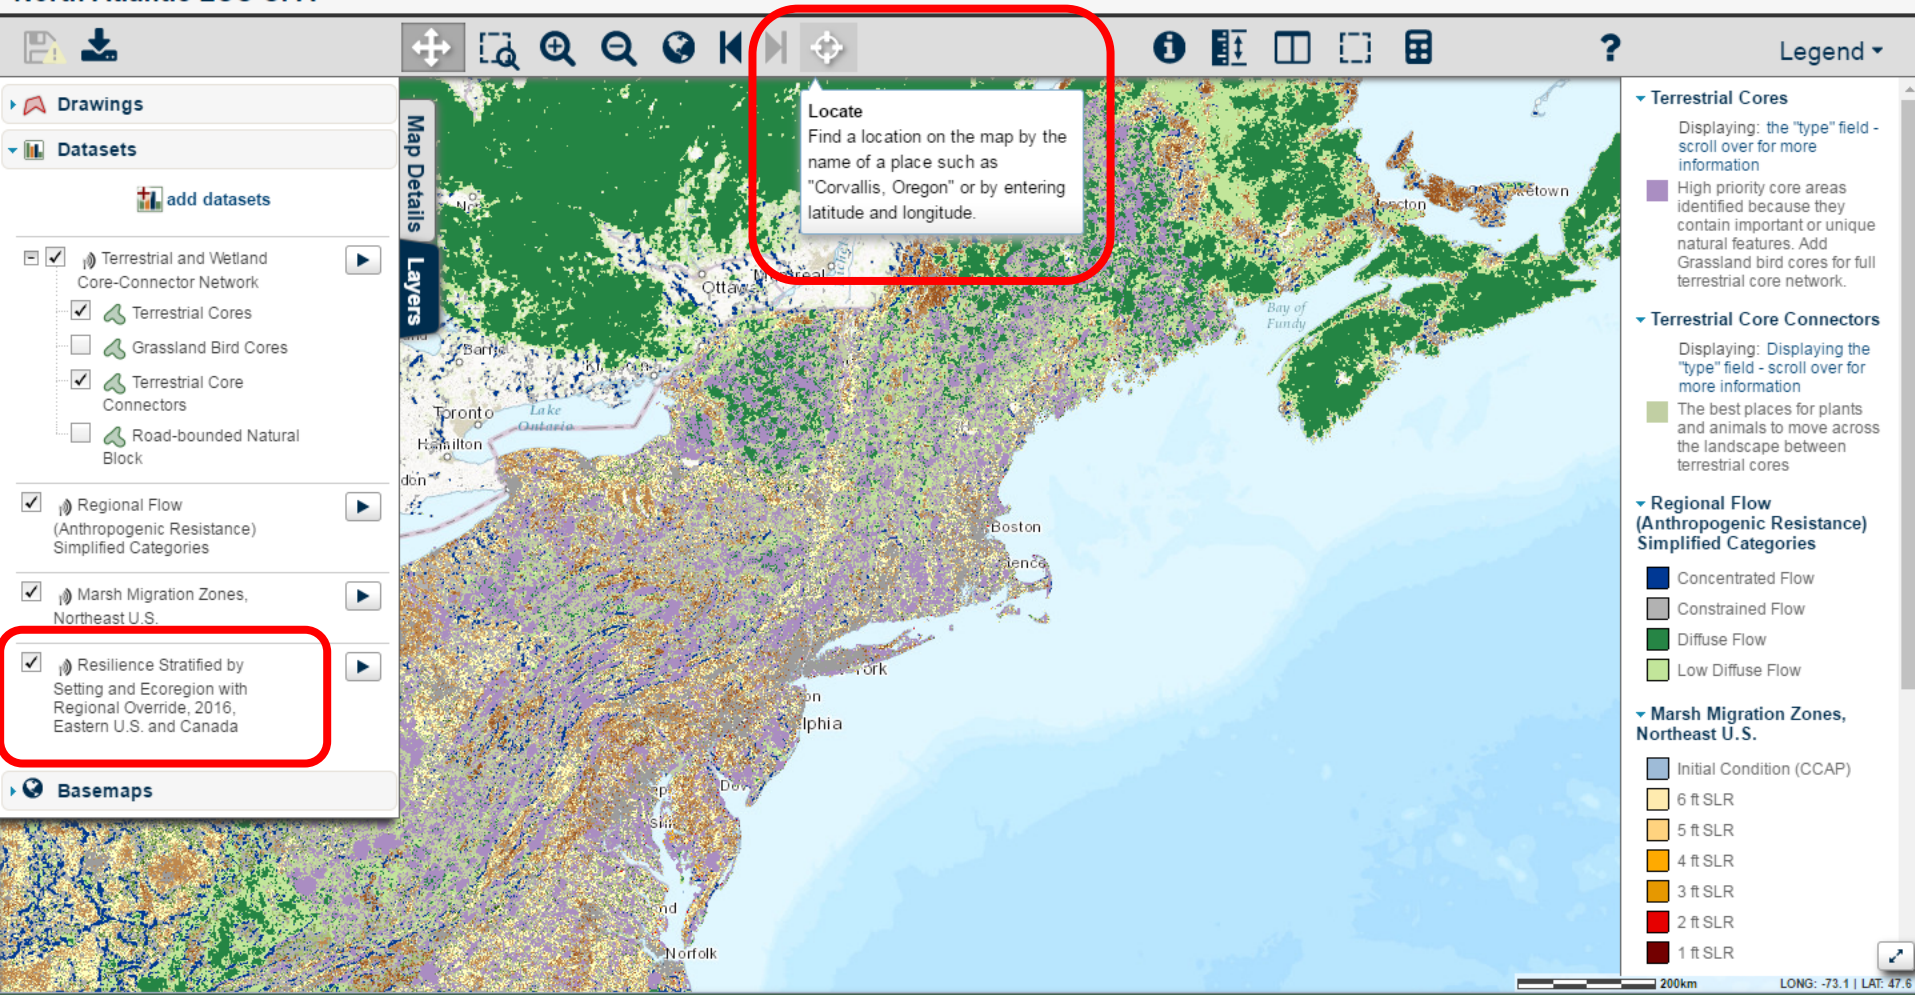 Legend
Drawings
Datasets
add datasets
Terrestrial and Wetland
Core-Connector Network
Terrestrial Cores
Grassland Bird Cores
Terrestrial Core
Connectors
Road-bounded Natural
Block
Regional Flow
(Anthropogenic Resistance)
Simplified Categories
Marsh Migration Zones,
Northeast U.S.
Resilience Stratified by
Setting and Ecoregion with
Regional Override, 2016,
Eastern U.S. and Canada
Basemaps
Map Details
Layers
Locate
Find a location on the map by the
name of a place such as
"Corvallis, Oregon" or by entering
latitude and longitude.
Toronto
Lake
Ontario
Hamilton
Bay of
Fundy
Boston
Norfolk
Terrestrial Cores
Displaying: the "type" field -
scroll over for more
information
High priority core areas
identified because they
contain important or unique
natural features. Add
Grassland bird cores for full
terrestrial core network.
Terrestrial Core Connectors
Displaying: Displaying the
"type" field - scroll over for
more information
The best places for plants
and animals to move across
the landscape between
terrestrial cores
Regional Flow
(Anthropogenic Resistance)
Simplified Categories
Concentrated Flow
Constrained Flow
Diffuse Flow
Low Diffuse Flow
Marsh Migration Zones,
Northeast U.S.
Initial Condition (CCAP)
6 ft SLR
5 ft SLR
4 ft SLR
3 ft SLR
2 ft SLR
1 ft SLR
200km
LONG: -73.1 | LAT: 47.6